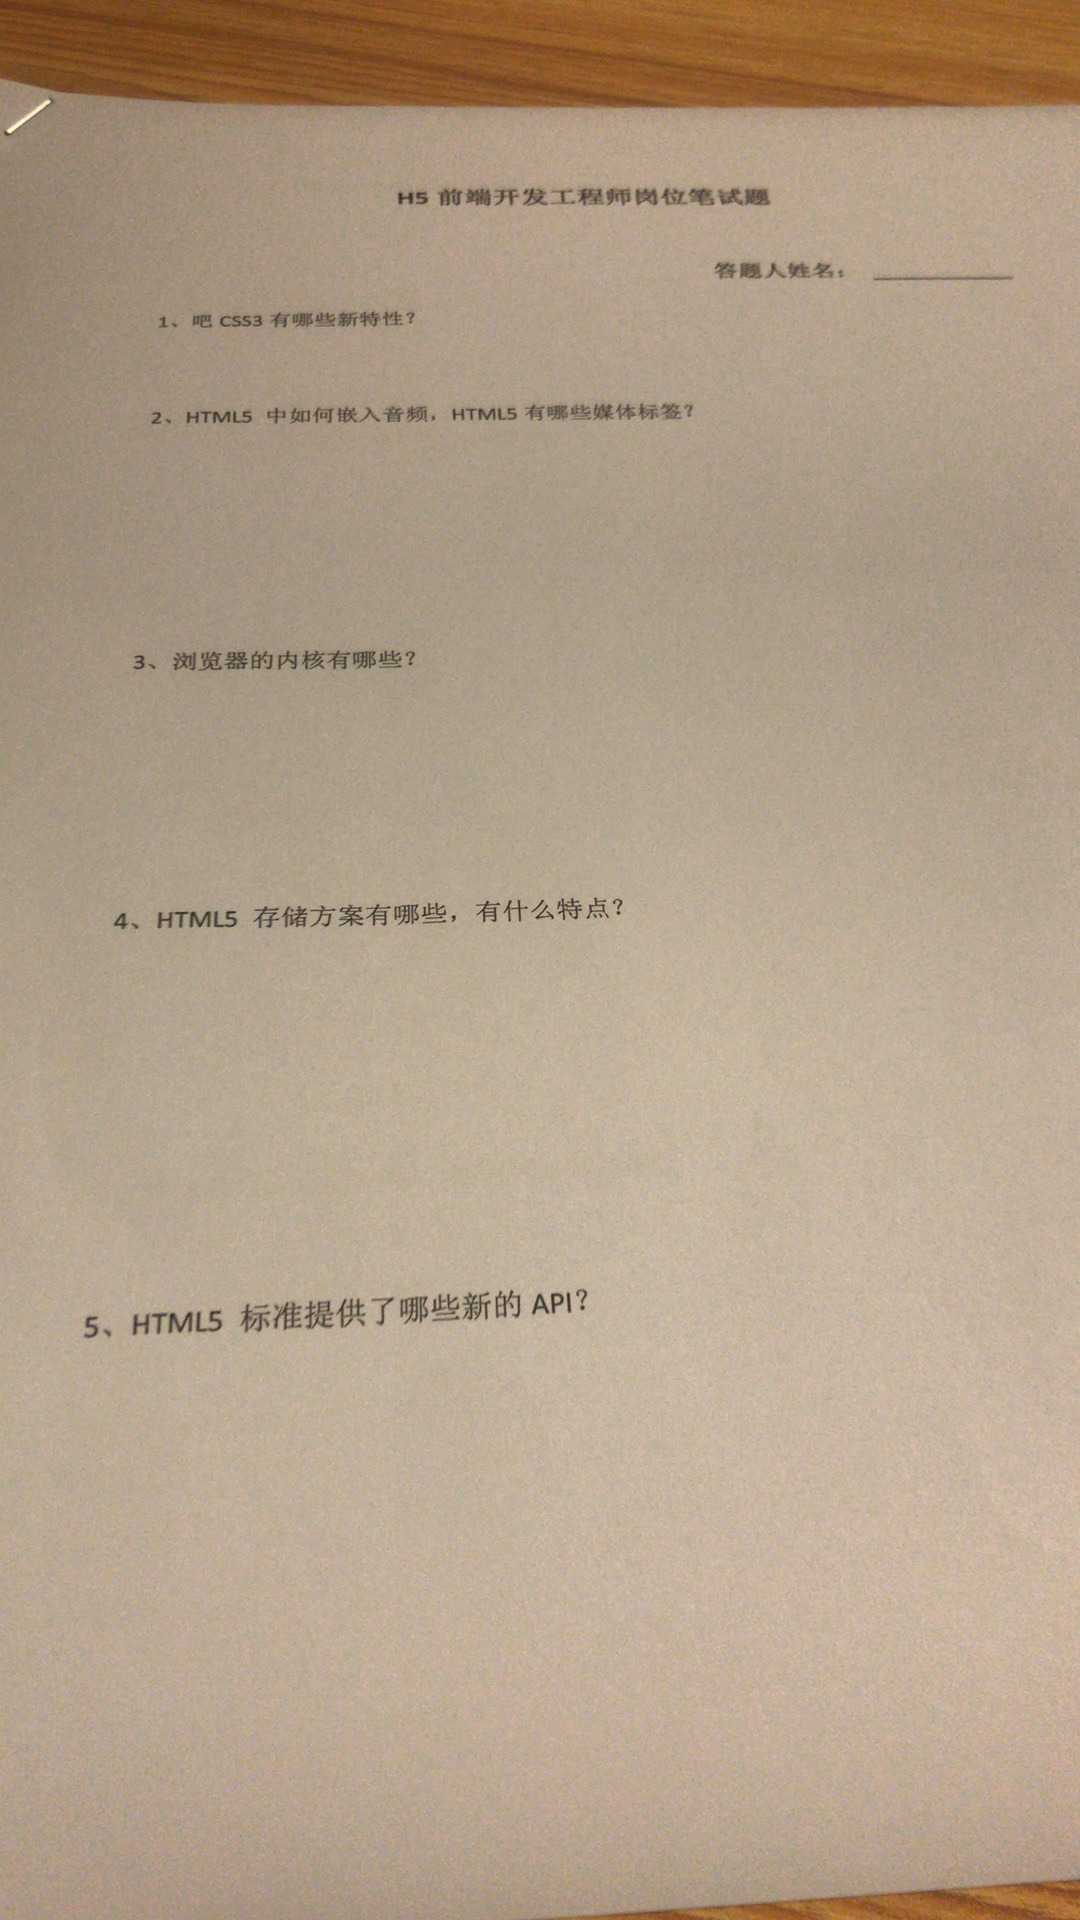 H5 前端开发工程师岗位笔试题
答题人姓名：
1、吧 CSS3 有哪些新特性？
2、HTML5 中如何嵌入音频，HTML5 有哪些媒体标签？
3、浏览器的内核有哪些？
4、HTML5 存储方案有哪些，有什么特点？
5、HTML5 标准提供了哪些新的 API？